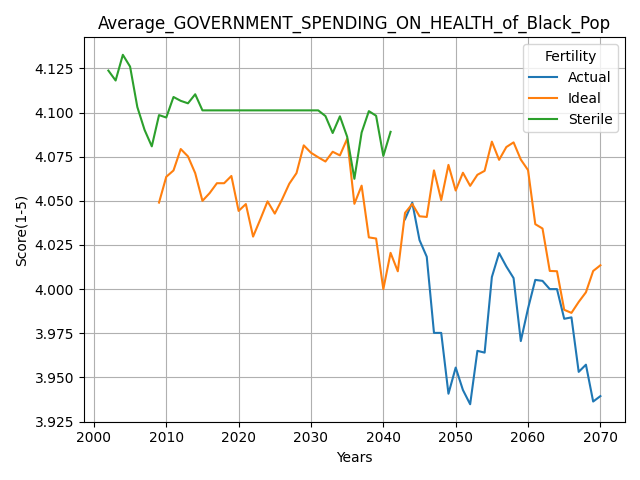 Average_GOVERNMENT_SPENDING_ON_HEALTH_of_Black_Pop
Fertility
Actual
Ideal
Sterile
Score(1-5)
4.125
4.100
4.075
4.050
4.025
4.000
3.975
3.950
3.925
2000 2010 2020 2030 2040 2050 2060 2070
Years